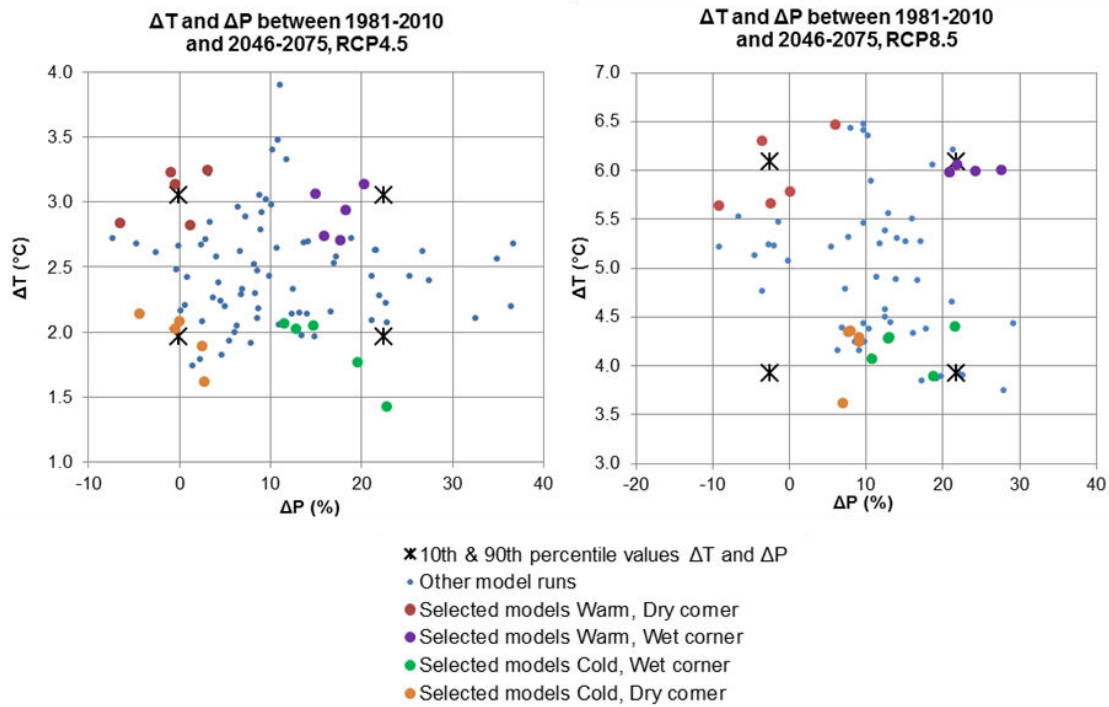 ΔT and ΔP between 1981-2010
and 2046-2075, RCP4.5
4.0
3.5
3.0
2.5
2.0
1.5
1.0
ΔT (°C)
-10 0 10 20 30 40
ΔP (%)
ΔT and ΔP between 1981-2010
and 2046-2075, RCP8.5
7.0
6.5
6.0
5.5
5.0
4.5
4.0
3.5
3.0
ΔT (°C)
-20 -10 0 10 20 30 40
ΔP (%)
10th & 90th percentile values ΔT and ΔP
Other model runs
Selected models Warm, Dry corner
Selected models Warm, Wet corner
Selected models Cold, Wet corner
Selected models Cold, Dry corner